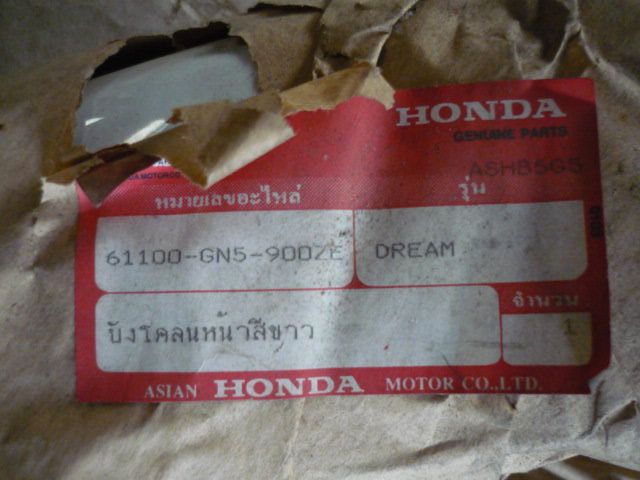 HONDA
GENUINE PARTS
ASHB5G5
หมายเลขอะไหล่ รุ่น
61100-GN5-900ZE DREAM
จำนวน
บังโคลนหน้าสีขาว 1
ASIAN HONDA MOTOR CO.,LTD.